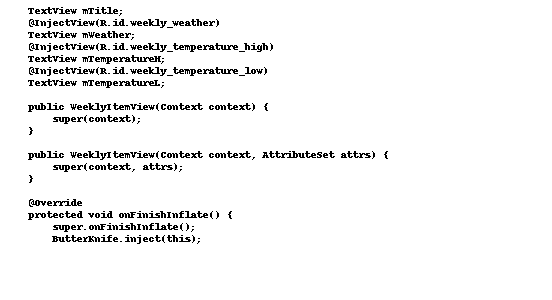 TextView mTitle;
@InjectView(R.id.weekly_weather)
TextView mWeather;
@InjectView(R.id.weekly_temperature_high)
TextView mTemperatureH;
@InjectView(R.id.weekly_temperature_low)
TextView mTemperatureL;
public WeeklyItemView(Context context) {
super(context);
}
public WeeklyItemView(Context context, AttributeSet attrs) {
super(context, attrs);
}
@Override
protected void onFinishInflate() {
super.onFinishInflate();
ButterKnife.inject(this);